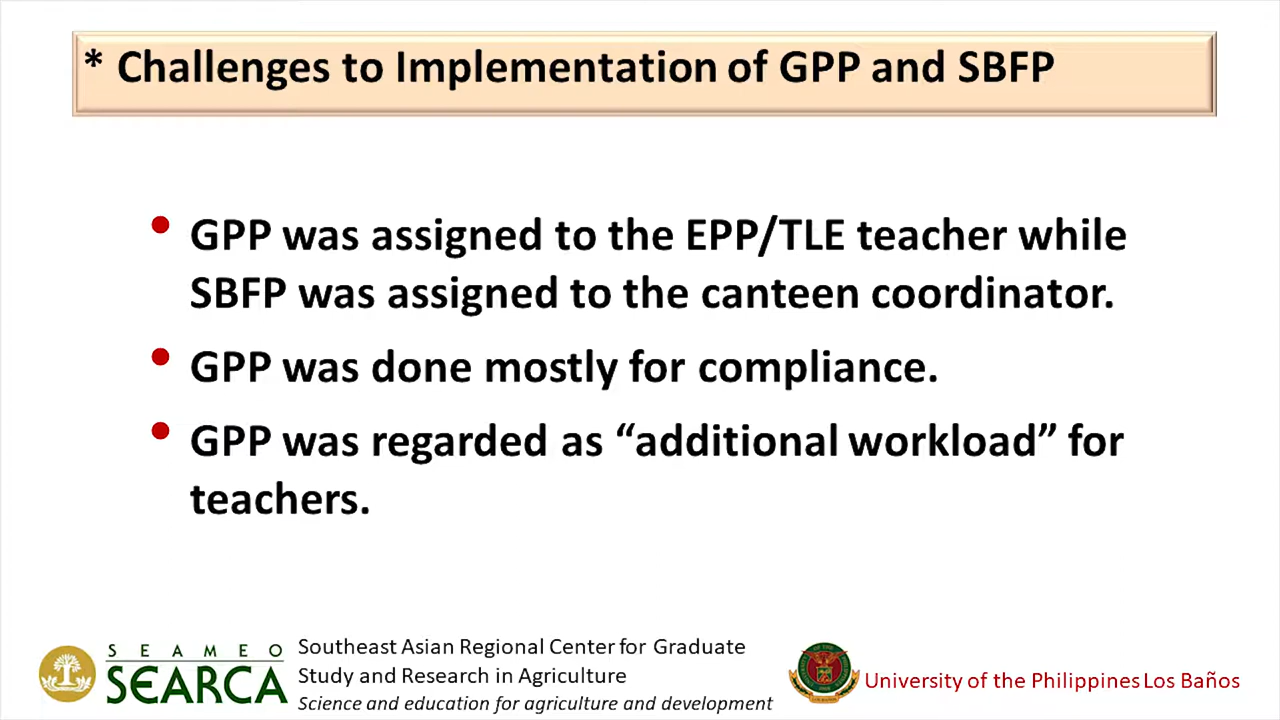 * Challenges to Implementation of GPP and SBFP
• GPP was assigned to the EPP/TLE teacher while
SBFP was assigned to the canteen coordinator.
• GPP was done mostly for compliance.
• GPP was regarded as “additional workload” for
teachers.
SEAMEO
SEARCA
Southeast Asian Regional Center for Graduate
Study and Research in Agriculture
Science and education for agriculture and development
University of the Philippines Los Baños